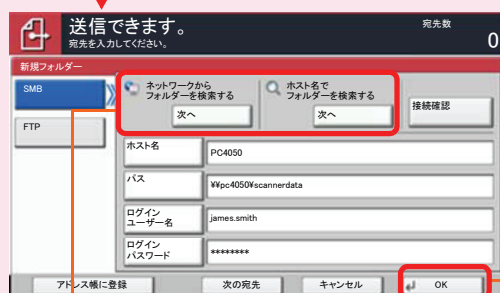 送信できます。
宛先を入力してください。
宛先数
0
新規フォルダー
SMB
FTP
ネットワークから
フォルダーを検索する
次へ
ホスト名で
フォルダーを検索する
次へ
接続確認
ホスト名
PC4050
パス
¥¥pc4050¥scannerdata
ログイン
ユーザー名
james.smith
ログイン
パスワード
********
アドレス帳に登録
次の宛先
キャンセル
OK